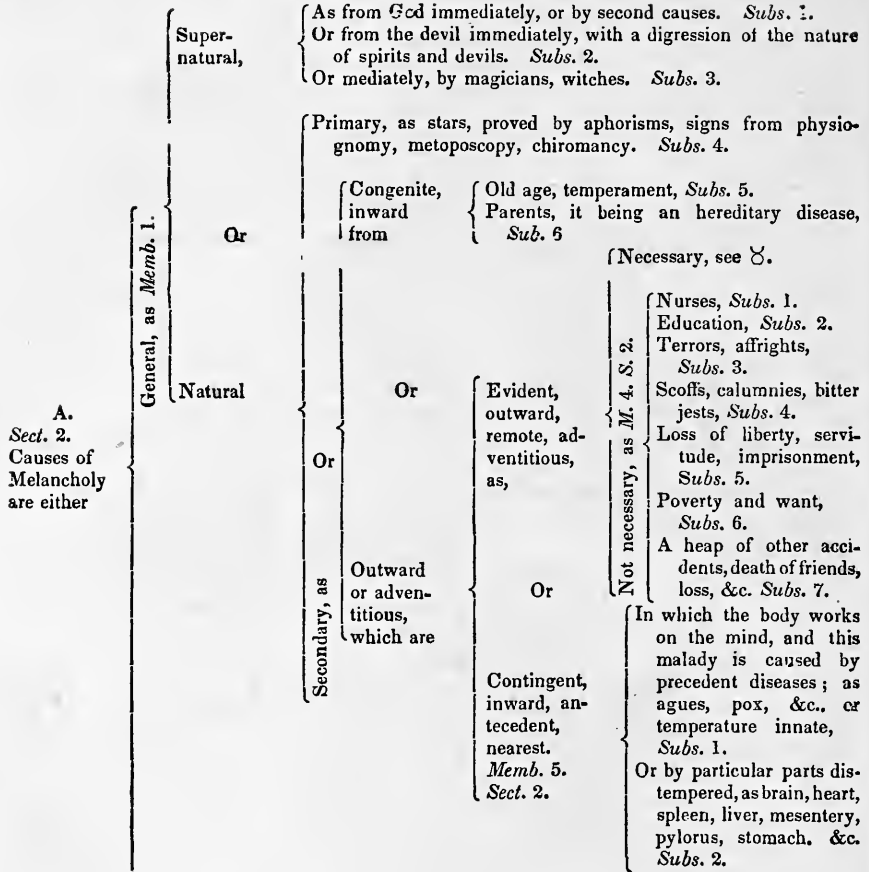 As from God immediately, or by second causes. Subs. 1.
Super-
natural,
Or from the devil immediately, with a digression of the nature
of spirits and devils. Subs. 2.
Or mediately, by magicians, witches. Subs. 3.
Primary, as stars, proved by aphorisms, signs from physio-
gnomy, metoposcopy, chiromancy. Subs. 4.
General, as Memb. 1.
Or
Congenite,
inward
from
Old age, temperament, Subs. 5.
Parents, it being an hereditary disease,
Sub. 6
Natural
A.
Sect. 2.
Causes of
Melancholy
are either
Secondary, as
Or
Or
Outward
or adven-
titious,
which are
Evident,
outward,
remote, ad-
ventitious,
as,
Or
Necessary, see ♉.
Not necessary, as M. 4. S. 2.
Nurses, Subs. 1.
Education, Subs. 2.
Terrors, affrights,
Subs. 3.
Scoffs, calumnies, bitter
jests, Subs. 4.
Loss of liberty, servi-
tude, imprisonment,
Subs. 5.
Poverty and want,
Subs. 6.
A heap of other acci-
dents, death of friends,
loss, &c. Subs. 7.
Contingent,
inward, an-
tecedent,
nearest.
Memb. 5.
Sect. 2.
In which the body works
on the mind, and this
malady is caused by
precedent diseases; as
agues, pox, &c., or
temperature innate,
Subs. 1.
Or by particular parts dis-
tempered, as brain, heart,
spleen, liver, mesentery,
pylorus, stomach. &c.
Subs. 2.